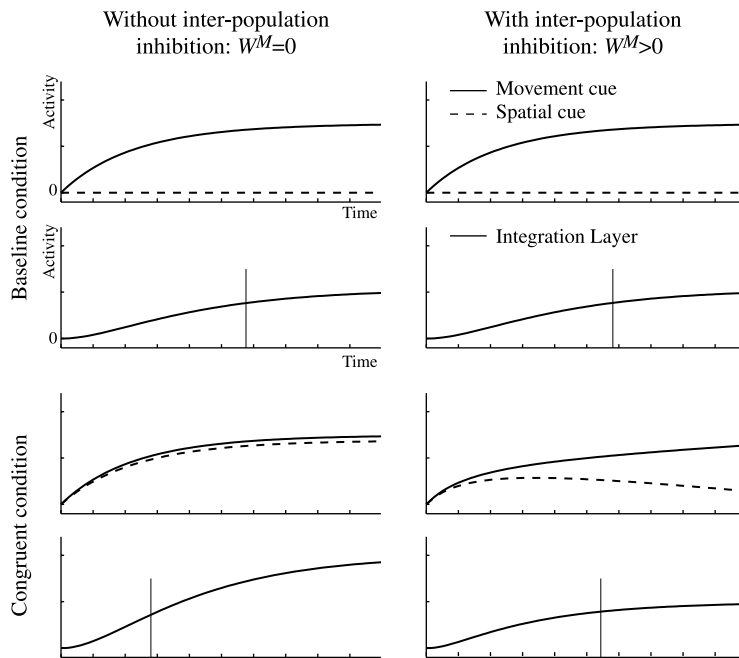 Without inter-population
inhibition: W^M=0
With inter-population
inhibition: W^M>0
Baseline condition
Activity
0
Time
Movement cue
Spatial cue
Activity
0
Time
Integration Layer
Congruent condition